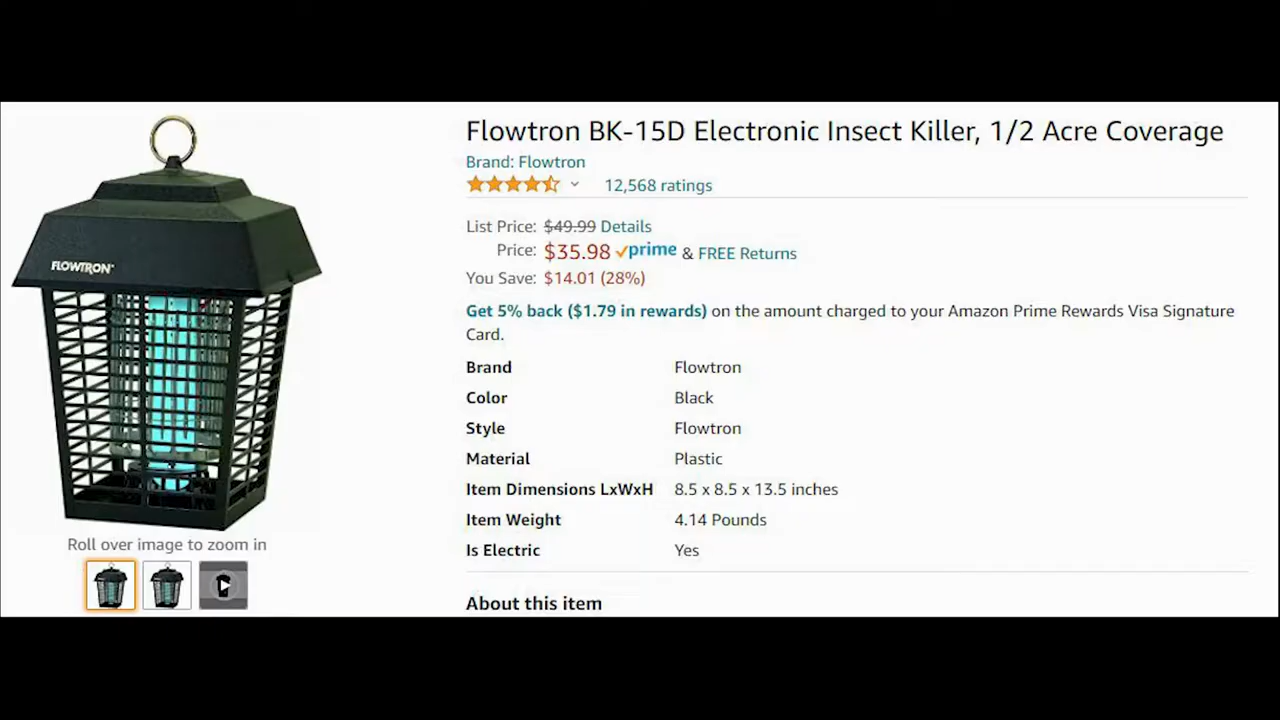 FLOWTRON
Roll over image to zoom in
Flowtron BK-15D Electronic Insect Killer, 1/2 Acre Coverage
Brand: Flowtron
12,568 ratings
List Price: $49.99 Details
Price: $35.98 prime & FREE Returns
You Save: $14.01 (28%)
Get 5% back ($1.79 in rewards) on the amount charged to your Amazon Prime Rewards Visa Signature
Card.
Brand Flowtron
Color Black
Style Flowtron
Material Plastic
Item Dimensions LxWxH 8.5 x 8.5 x 13.5 inches
Item Weight 4.14 Pounds
Is Electric Yes
About this item